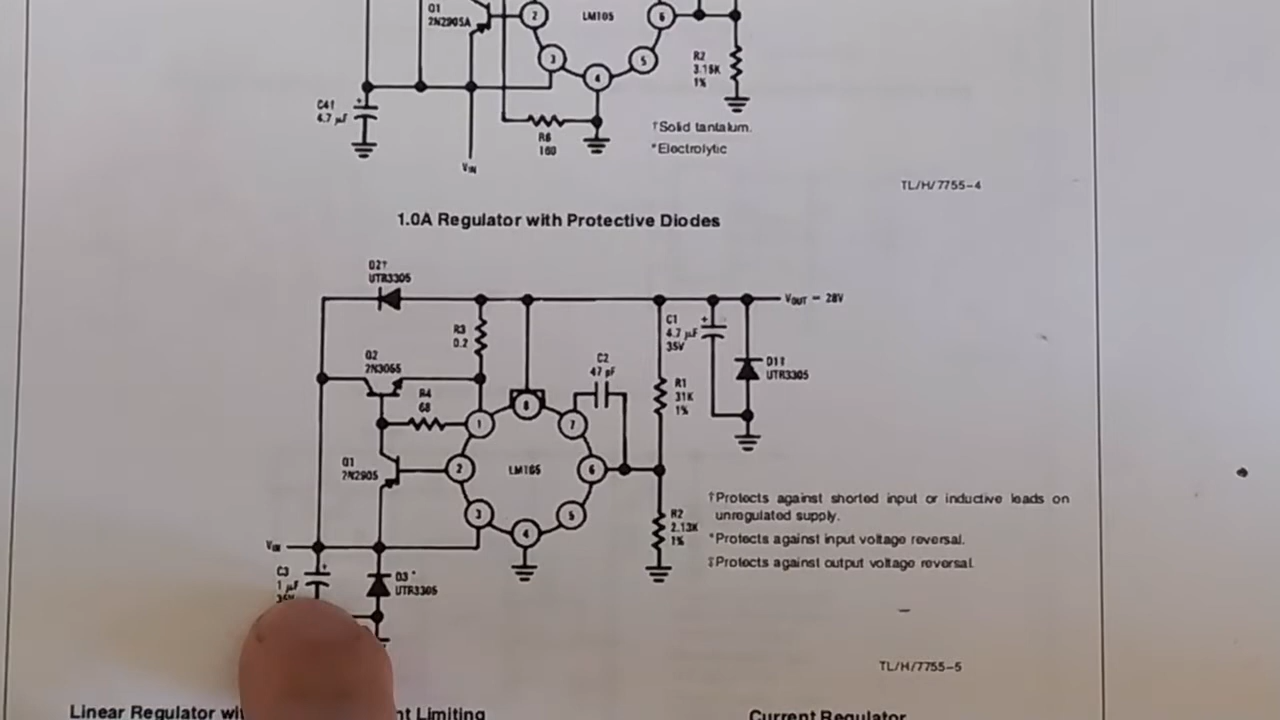 Q1
2N2905A
2
LM105
6
3
4
5
R2
3.16K
1%
C4†
4.7 µF
R6
160
VIN
†Solid tantalum.
*Electrolytic
TL/H/7755–4
1.0A Regulator with Protective Diodes
D2†
UTR3305
VOUT = 28V
R3
0.2
C1
4.7 µF
35V
Q2
2N3055
C2
47 pF
D1‡
UTR3305
R4
68
R1
31K
1%
1
8
7
Q1
2N2905
2
LM105
6
3
4
5
R2
2.13K
1%
†Protects against shorted input or inductive loads on
unregulated supply.
*Protects against input voltage reversal.
‡Protects against output voltage reversal.
VIN
C3
1 µF
35V
D3*
UTR3305
TL/H/7755–5
Linear Regulator
Limiting
Current Regulator